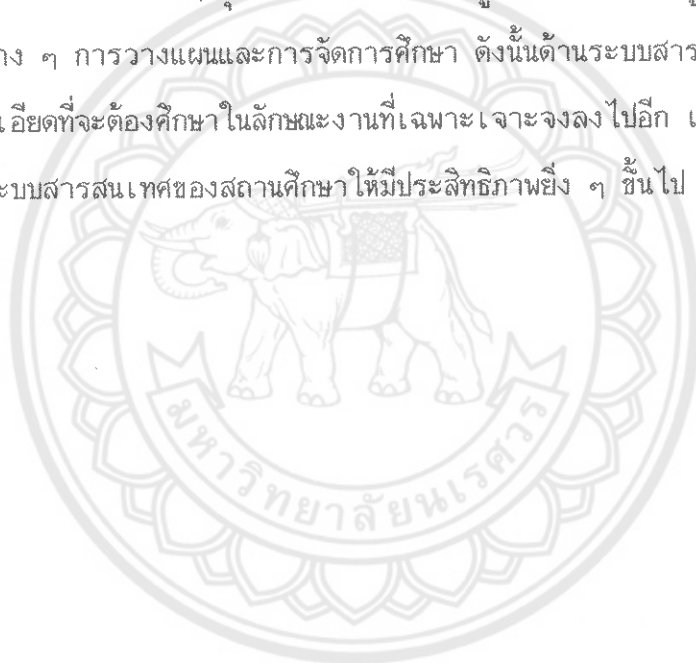 าง ๆ การวางแผนและการจัดการศึกษา ดังนั้นด้านระบบสาร
เอียดที่จะต้องศึกษาในลักษณะงานที่เฉพาะเจาะจงลงไปอีก เ
ะบบสารสนเทศของสถานศึกษาให้มีประสิทธิภาพยิ่ง ๆ ขึ้นไป
มหาวิทยาลัยนเรศวร